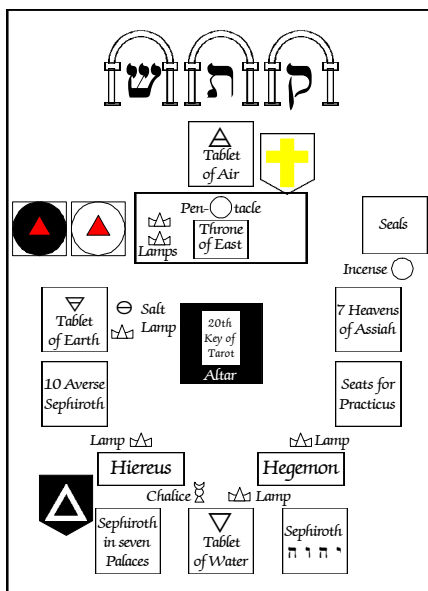 ק ת ש
Tablet
of Air
Pen- tacle
Throne
of East
Lamps
Seals
Incense
Tablet
of Earth
Salt
Lamp
20th
Key of
Tarot
Altar
7 Heavens
of Assiah
10 Averse
Sephiroth
Seats for
Practicus
Lamp
Lamp
Hiereus
Hegemon
Chalice
Lamp
Sephiroth
in seven
Palaces
Tablet
of Water
Sephiroth
י ה ו ה